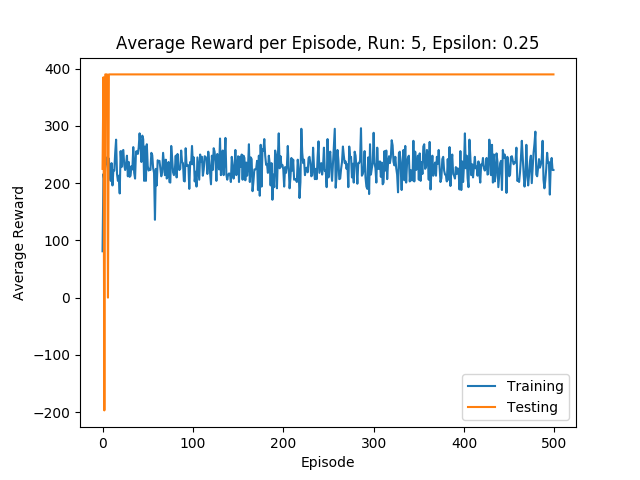 Average Reward per Episode, Run: 5, Epsilon: 0.25
400
300
200
100
0
−100
−200
Average Reward
0
100
200
300
400
500
Episode
Training
Testing